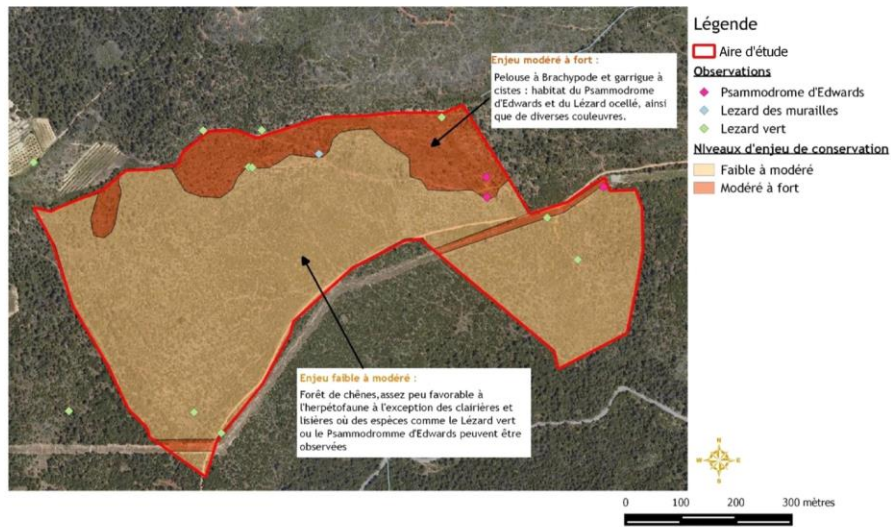 Légende
Aire d'étude
Observations
Psammodrome d'Edwards
Lezard des murailles
Lezard vert
Niveaux d'enjeu de conservation
Faible à modéré
Modéré à fort
Enjeu modéré à fort :
Pelouse à Brachypode et garrigue à
cistes : habitat du Psammodrome
d'Edwards et du Lézard ocellé, ainsi
que de diverses couleuvres.
Enjeu faible à modéré :
Forêt de chênes,assez peu favorable à
l'herpétofaune à l'exception des clairières et
lisières où des espèces comme le Lézard vert
ou le Psammodromme d'Edwards peuvent être
observées
N
W E
S
0 100 200 300 mètres